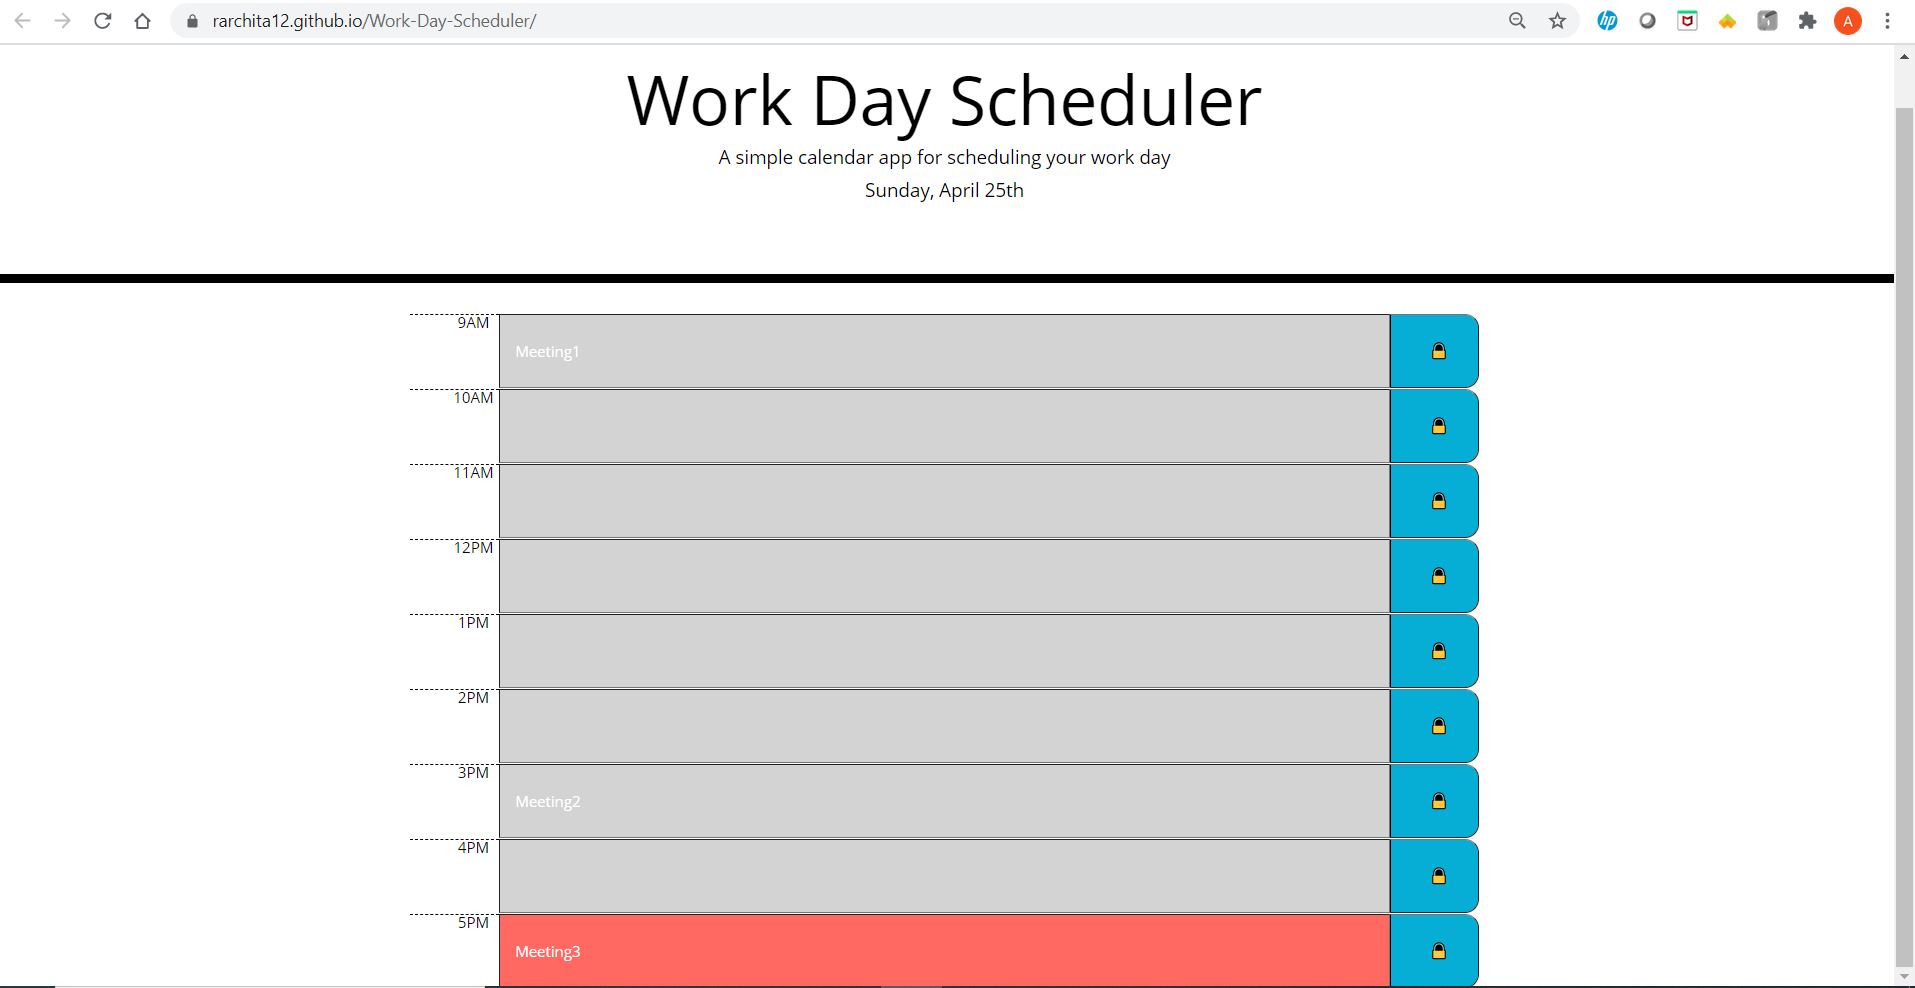 rarchita12.github.io/Work-Day-Scheduler/
hp
A
Work Day Scheduler
A simple calendar app for scheduling your work day
Sunday, April 25th
9AM
Meeting1
10AM
11AM
12PM
1PM
2PM
3PM
Meeting2
4PM
5PM
Meeting3